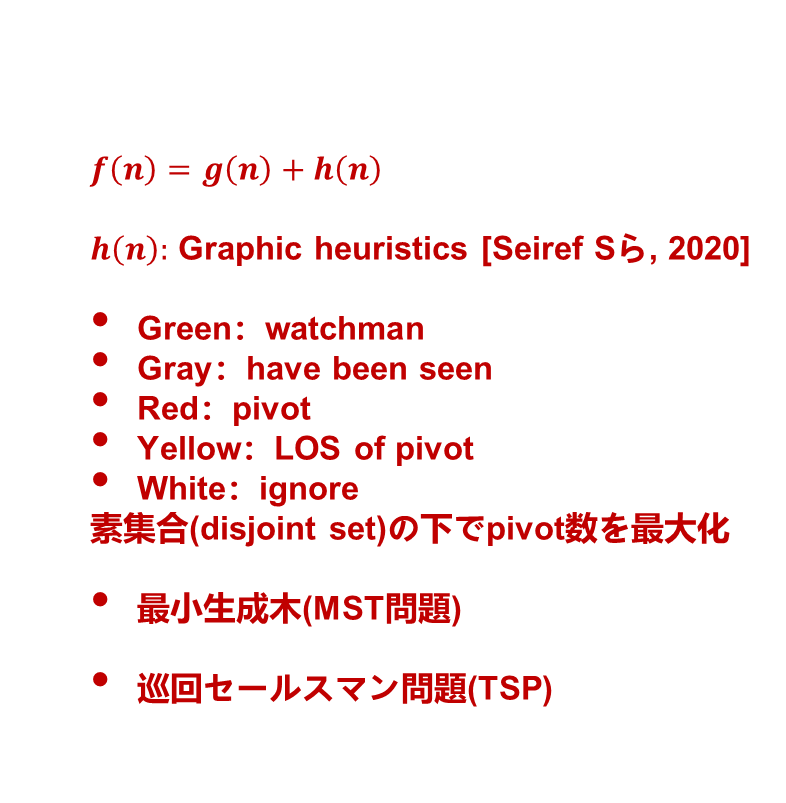 f(n) = g(n) + h(n)
h(n): Graphic heuristics [Seiref Sら, 2020]
• Green：watchman
• Gray：have been seen
• Red：pivot
• Yellow：LOS of pivot
• White：ignore
素集合(disjoint set)の下でpivot数を最大化
• 最小生成木(MST問題)
• 巡回セールスマン問題(TSP)